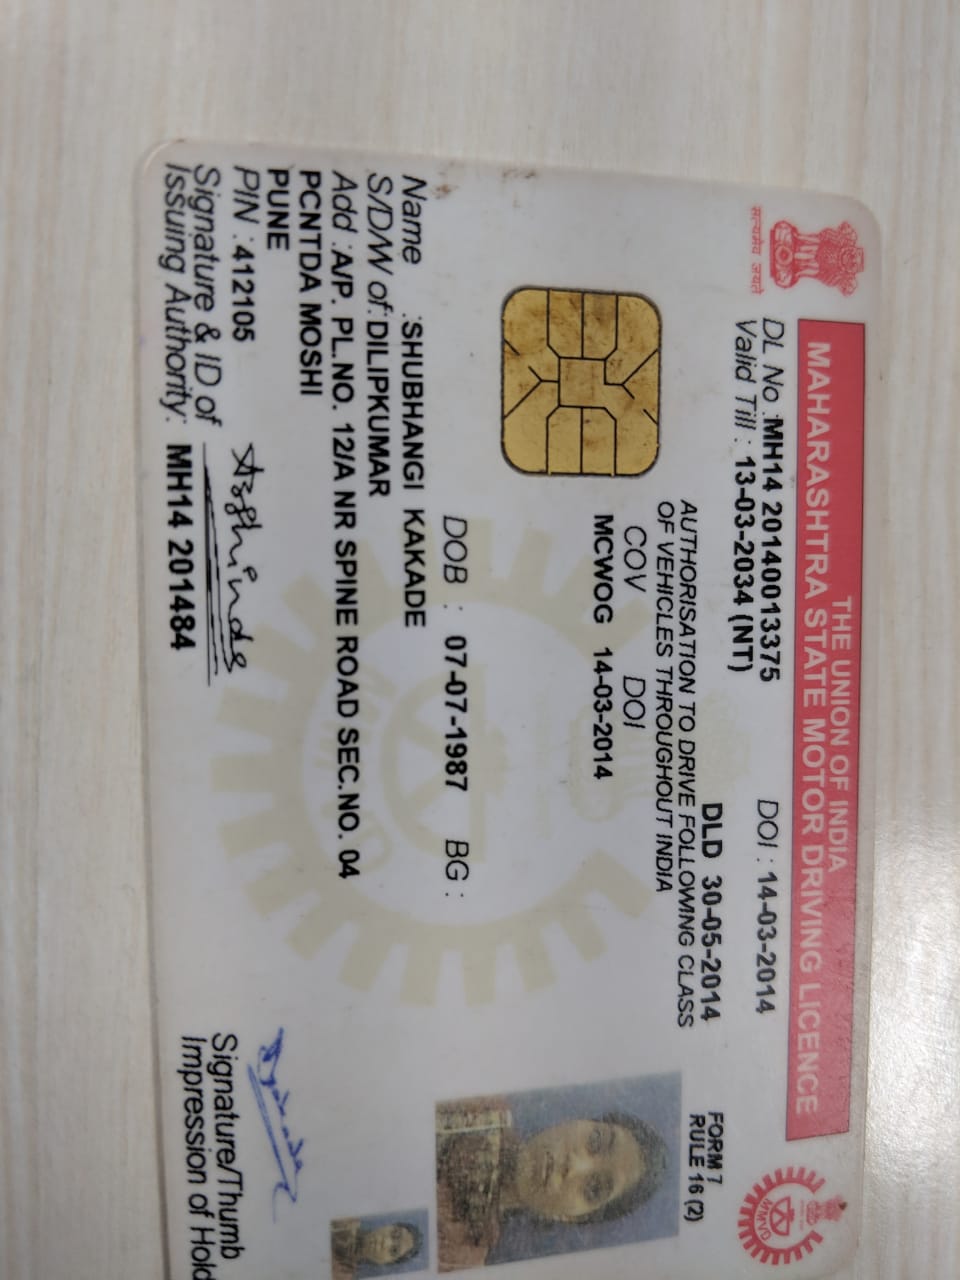 THE UNION OF INDIA
MAHARASHTRA STATE MOTOR DRIVING LICENCE
सत्यमेव जयते
DL No : MH14 20140013375 DOI : 14-03-2014
Valid Till : 13-03-2034 (NT)
DLD 30-05-2014
FORM 7
RULE 16 (2)
AUTHORISATION TO DRIVE FOLLOWING CLASS
OF VEHICLES THROUGHOUT INDIA
COV DOI
MCWOG 14-03-2014
DOB : 07-07-1987 BG :
Name : SHUBHANGI KAKADE
S/D/W of : DILIPKUMAR
Add : A/P. PL.NO. 12/A NR SPINE ROAD SEC.NO. 04
PCNTDA MOSHI
PUNE
PIN : 412105
Signature & ID of
Issuing Authority: MH14 201484
Signature/Thumb
Impression of Hold